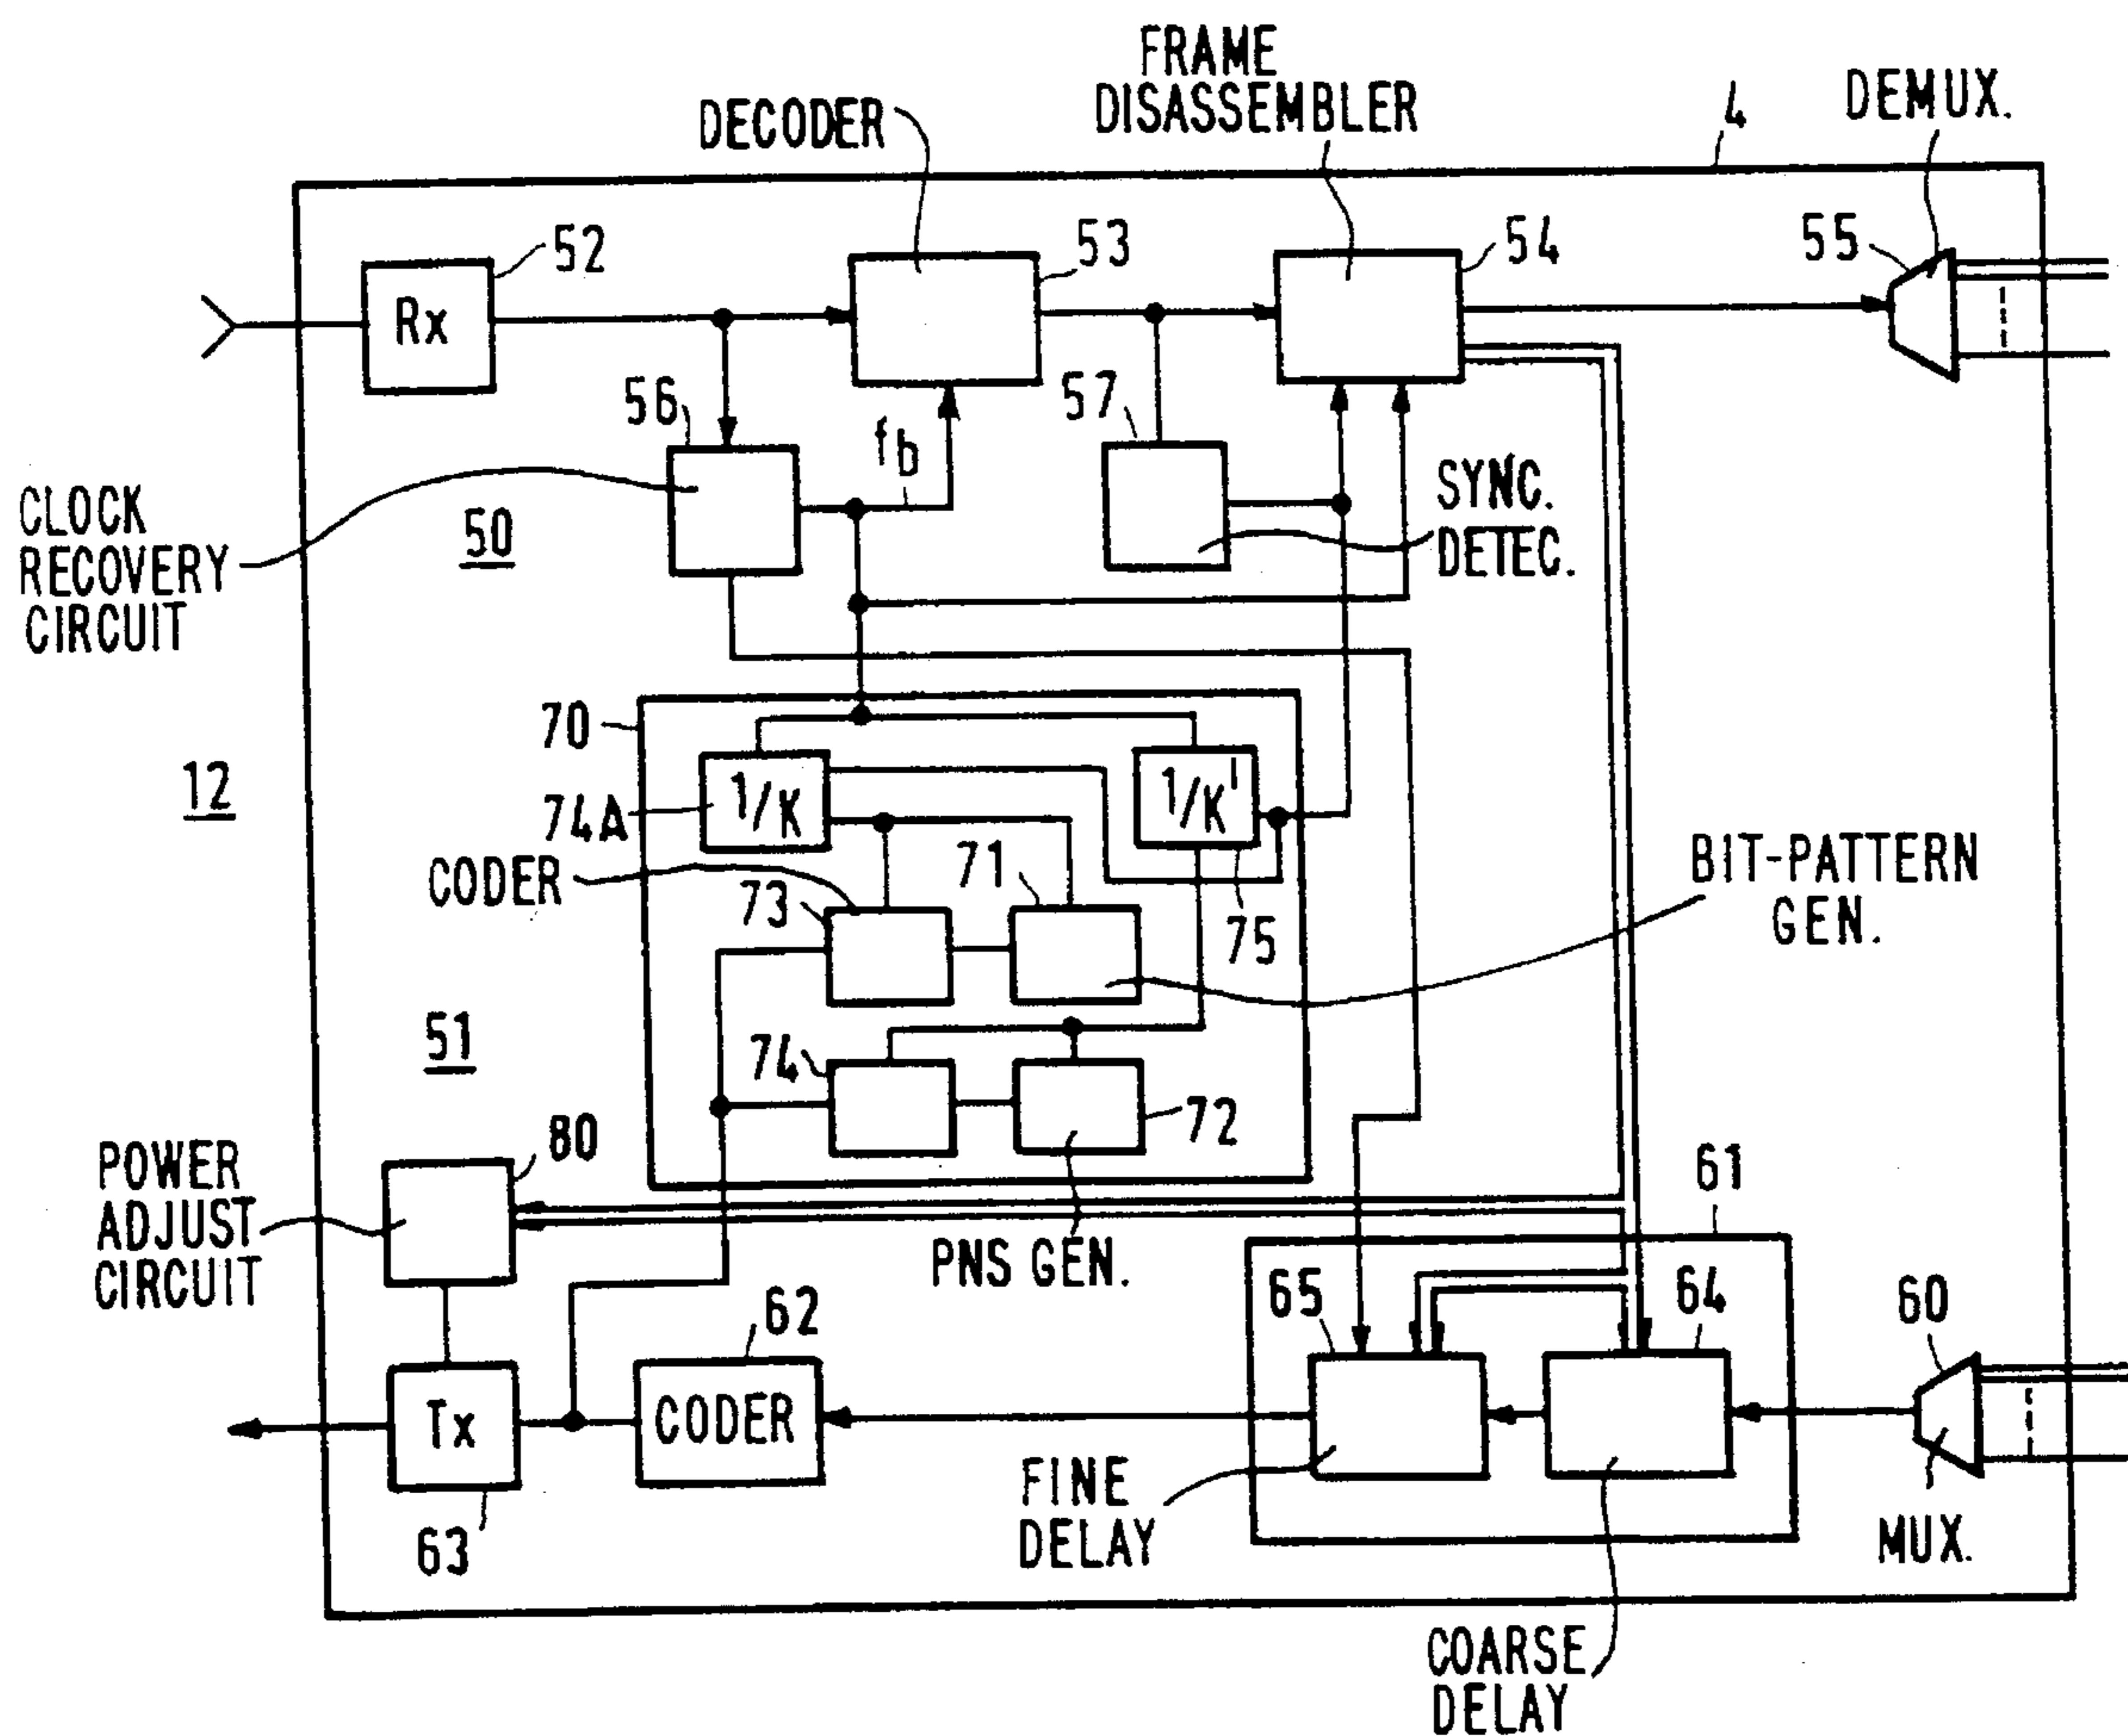 FRAME
DISASSEMBLER
DECODER
4
DEMUX.
52
53
54
55
Rx
56
57
fb
SYNC.
DETEC.
CLOCK
RECOVERY
CIRCUIT
50
70
12
74A
1/K
1/K'
CODER
73
71
75
BIT-PATTERN
GEN.
51
74
72
80
POWER
ADJUST
CIRCUIT
PNS GEN.
61
65
64
60
62
Tx
CODER
63
FINE
DELAY
MUX.
COARSE
DELAY